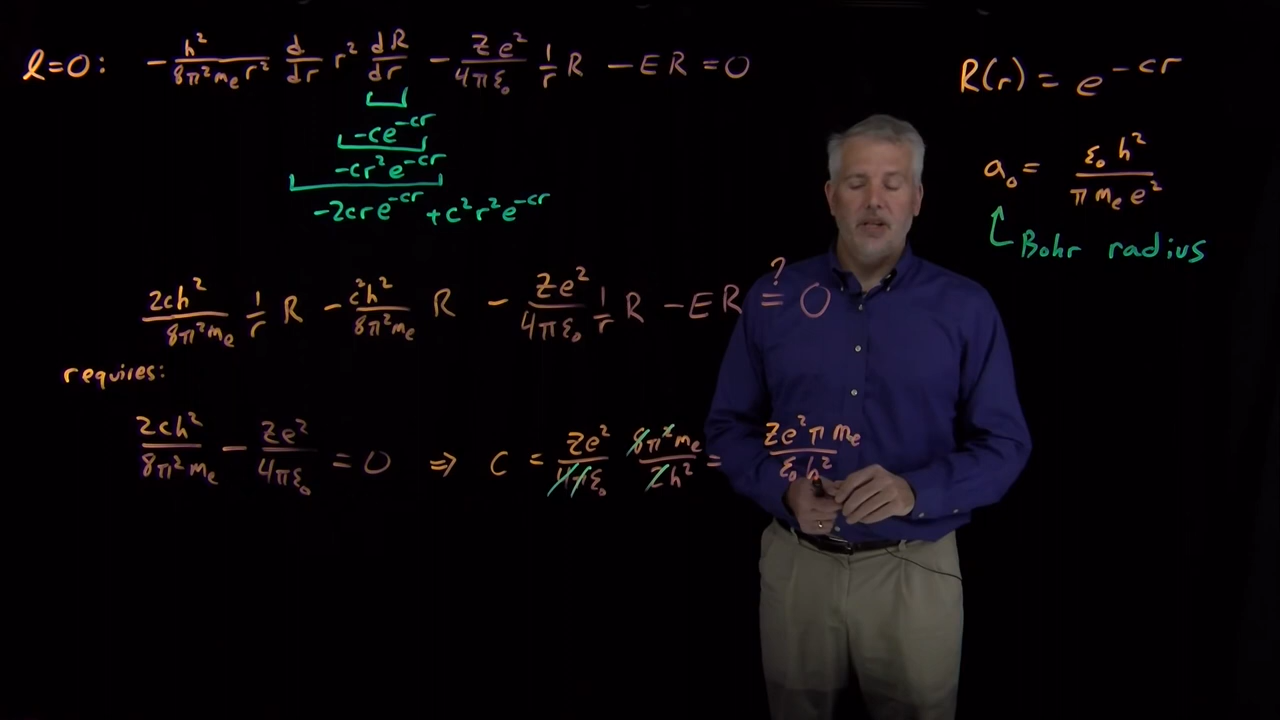 l=0: -h²/8π²mₑr² d/dr r² dR/dr - Ze²/4πε₀ 1/r R - ER = 0
-ce^-cr
-cr²e^-cr
-2cre^-cr + c²r²e^-cr
R(r) = e^-cr
a₀ = ε₀h²/πmₑe²
Bohr radius
2ch²/8π²mₑ 1/r R - c²h²/8π²mₑ R - Ze²/4πε₀ 1/r R - ER ?= 0
requires:
2ch²/8π²mₑ - Ze²/4πε₀ = 0 ⇒ C = Ze²/4πε₀ 8π²mₑ/2h² = Ze²πmₑ/ε₀h²